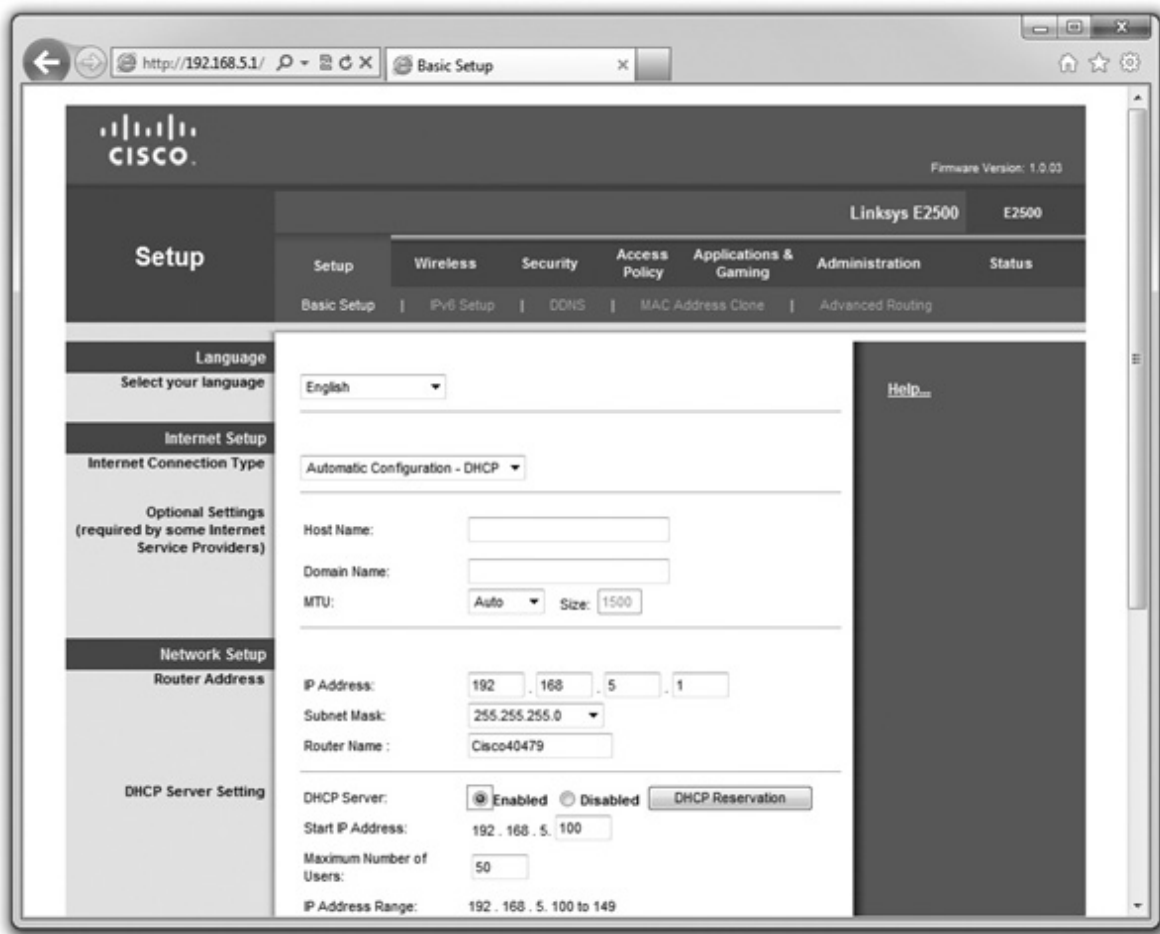 http://192.168.5.1/
Basic Setup
CISCO.
Firmware Version: 1.0.03
Linksys E2500 E2500
Setup
Setup Wireless Security Access Policy Applications & Gaming Administration Status
Basic Setup | IPv6 Setup | DDNS | MAC Address Clone | Advanced Routing
Language
Select your language English
Help...
Internet Setup
Internet Connection Type Automatic Configuration - DHCP
Optional Settings
(required by some Internet
Service Providers)
Host Name:
Domain Name:
MTU: Auto Size: 1500
Network Setup
Router Address
IP Address: 192 . 168 . 5 . 1
Subnet Mask: 255.255.255.0
Router Name : Cisco40479
DHCP Server Setting
DHCP Server: Enabled Disabled DHCP Reservation
Start IP Address: 192 . 168 . 5. 100
Maximum Number of
Users: 50
IP Address Range: 192 . 168 . 5. 100 to 149